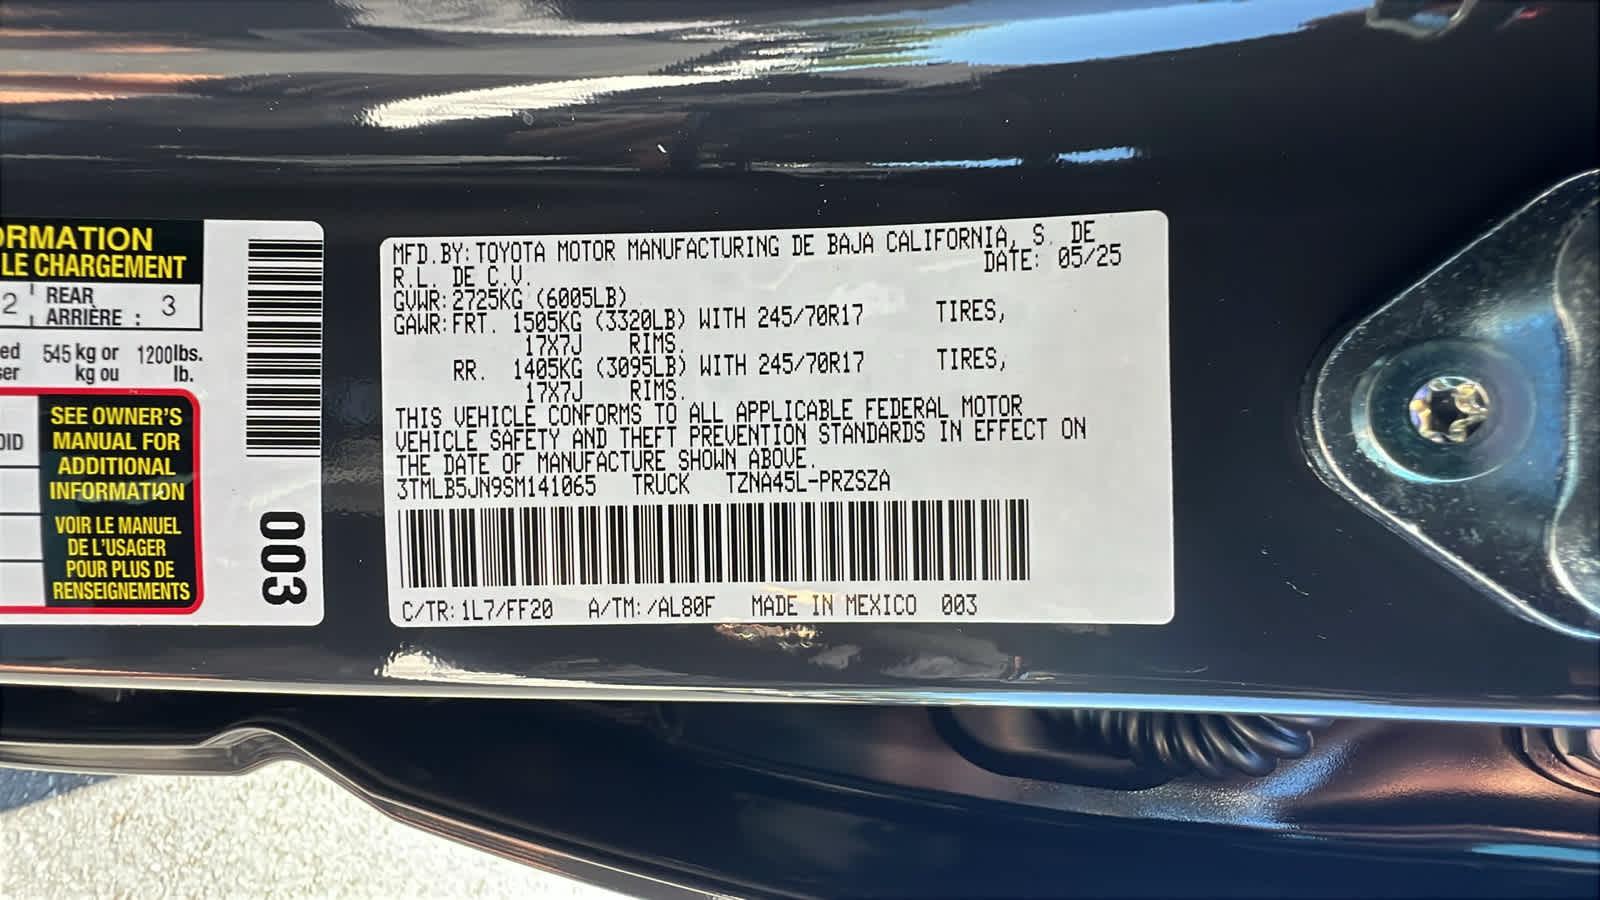 ORMATION
LE CHARGEMENT
2 REAR ARRIÈRE : 3
545 kg or 1200lbs.
kg ou lb.
SEE OWNER'S
MANUAL FOR
ADDITIONAL
INFORMATION
VOIR LE MANUEL
DE L'USAGER
POUR PLUS DE
RENSEIGNEMENTS
003
MFD.BY:TOYOTA MOTOR MANUFACTURING DE BAJA CALIFORNIA, S. DE
R.L. DE C.V. DATE: 05/25
GVWR:2725KG (6005LB)
GAWR:FRT. 1505KG (3320LB) WITH 245/70R17 TIRES,
17X7J RIMS.
RR. 1405KG (3095LB) WITH 245/70R17 TIRES,
17X7J RIMS.
THIS VEHICLE CONFORMS TO ALL APPLICABLE FEDERAL MOTOR
VEHICLE SAFETY AND THEFT PREVENTION STANDARDS IN EFFECT ON
THE DATE OF MANUFACTURE SHOWN ABOVE.
3TMLB5JN9SM141065 TRUCK TZNA45L-PRZSZA
C/TR:1L7/FF20 A/TM:/AL80F MADE IN MEXICO 003